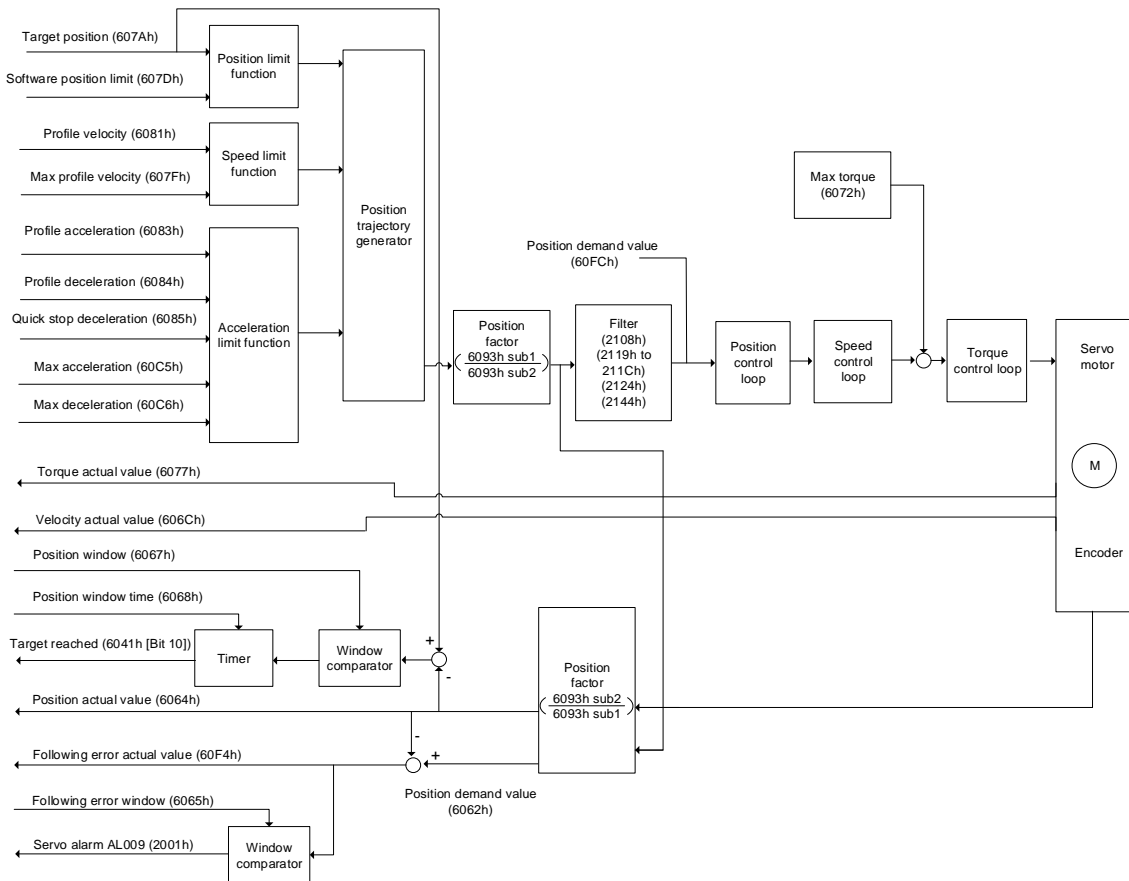 Target position (607Ah)
Software position limit (607Dh)
Position limit
function
Profile velocity (6081h)
Max profile velocity (607Fh)
Speed limit
function
Profile acceleration (6083h)
Profile deceleration (6084h)
Quick stop deceleration (6085h)
Max acceleration (60C5h)
Max deceleration (60C6h)
Acceleration
limit function
Position
trajectory
generator
Position
factor
( 6093h sub1 )
6093h sub2
Position demand value
(60FCh)
Filter
(2108h)
(2119h to
211Ch)
(2124h)
(2144h)
Position
control
loop
Speed
control
loop
Max torque
(6072h)
Torque
control loop
Servo
motor
M
Encoder
Torque actual value (6077h)
Velocity actual value (606Ch)
Position window (6067h)
Position window time (6068h)
Target reached (6041h [Bit 10])
Timer
Window
comparator
+
-
Position actual value (6064h)
Position
factor
( 6093h sub2 )
6093h sub1
-
+
Following error actual value (60F4h)
Position demand value
(6062h)
Following error window (6065h)
Servo alarm AL009 (2001h)
Window
comparator